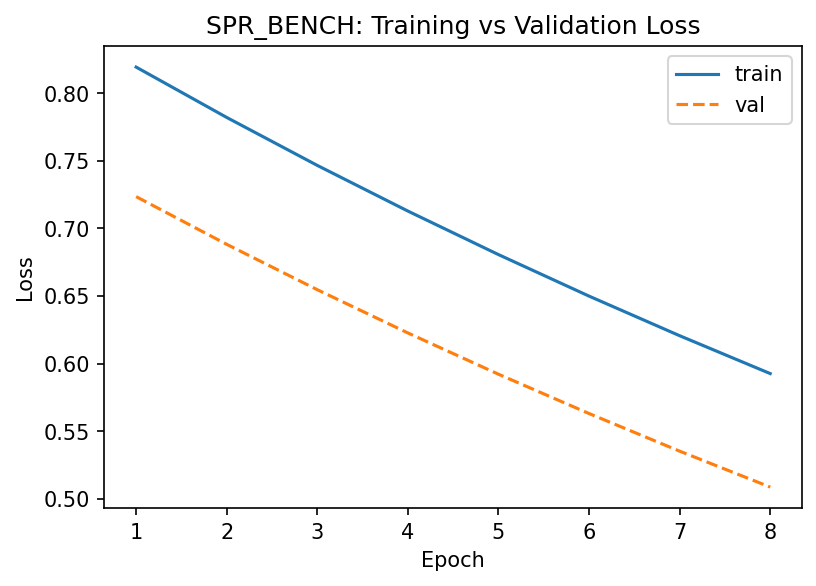 SPR_BENCH: Training vs Validation Loss
train
val
0.80
0.75
0.70
0.65
0.60
0.55
0.50
Loss
1 2 3 4 5 6 7 8
Epoch